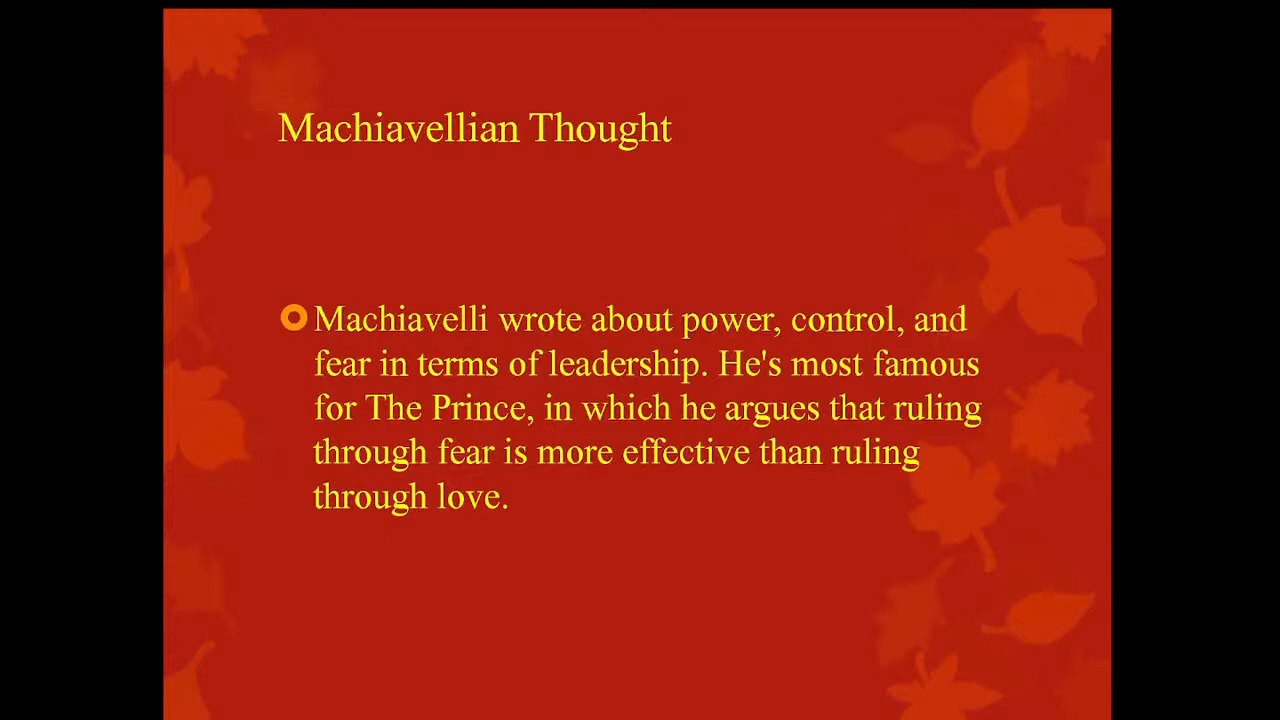 Machiavellian Thought
Machiavelli wrote about power, control, and
fear in terms of leadership. He's most famous
for The Prince, in which he argues that ruling
through fear is more effective than ruling
through love.